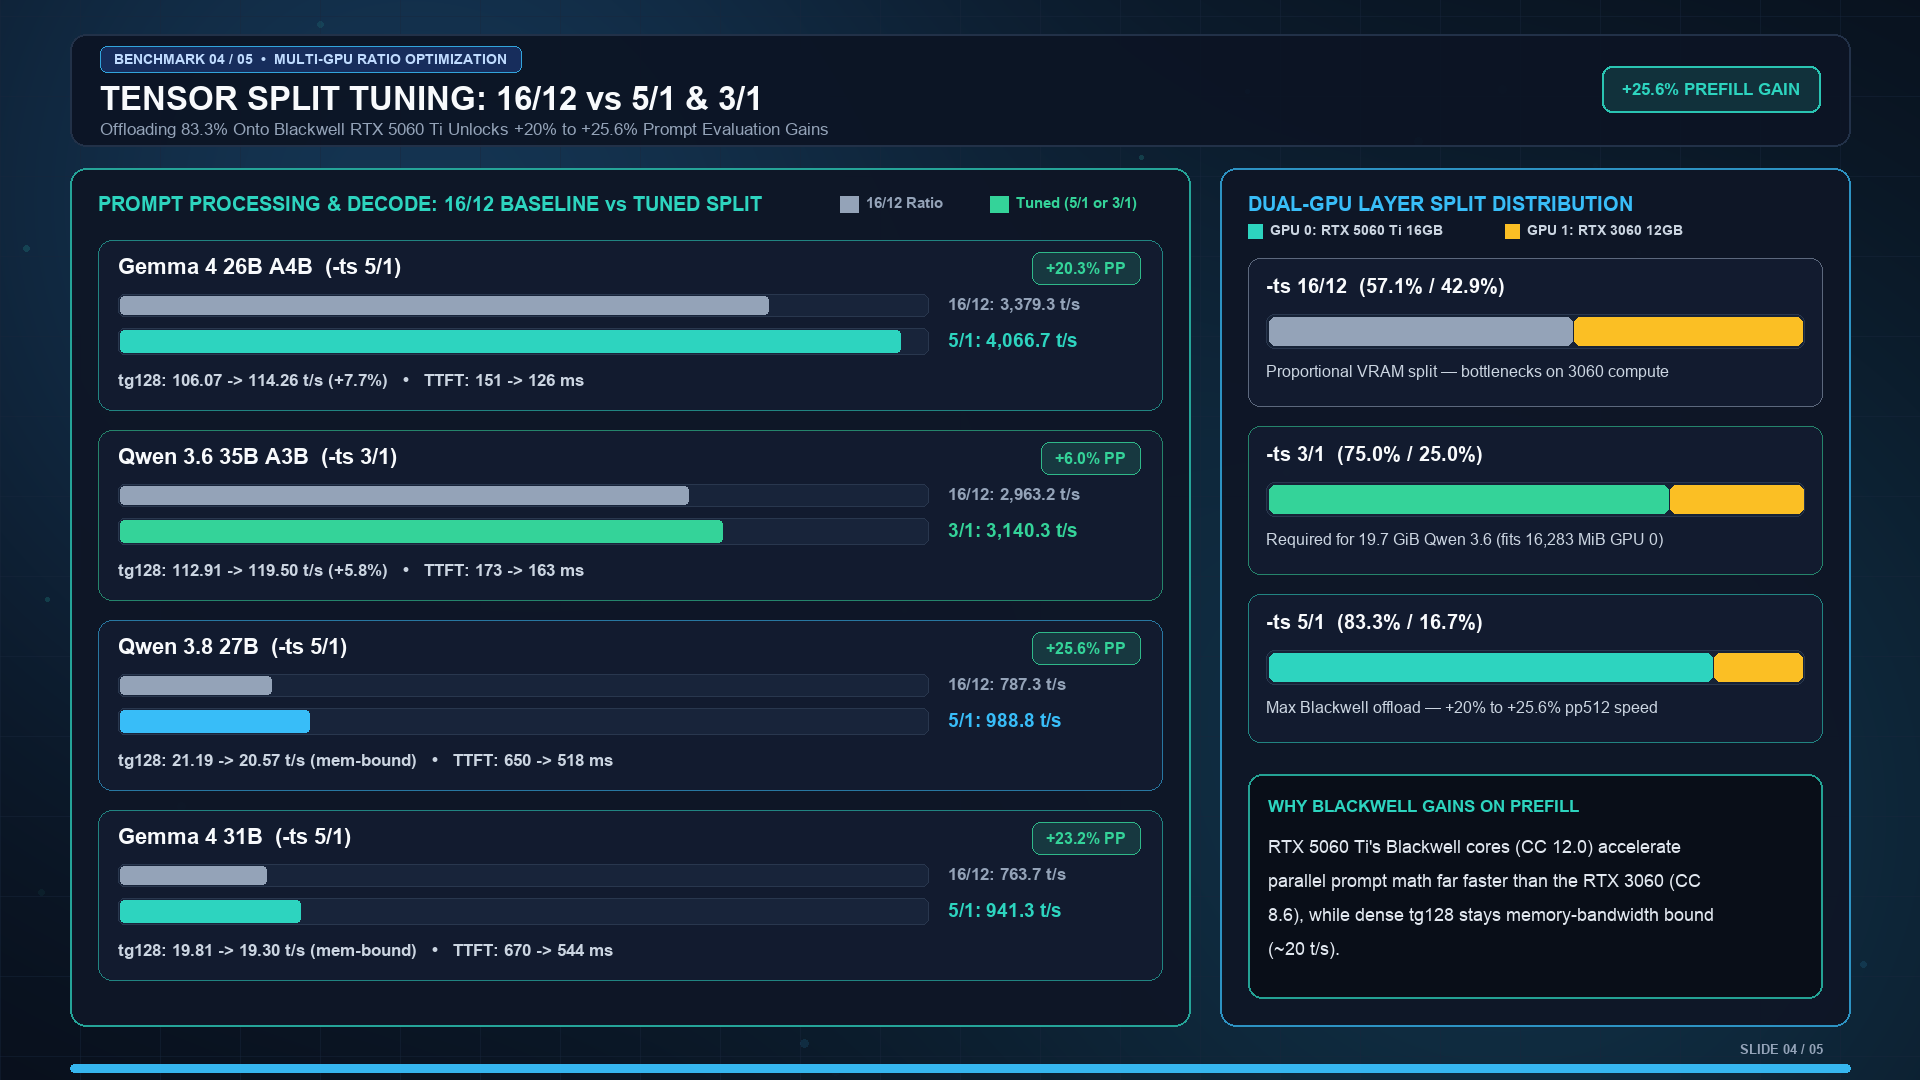 BENCHMARK 04 / 05 • MULTI-GPU RATIO OPTIMIZATION
TENSOR SPLIT TUNING: 16/12 vs 5/1 & 3/1
Offloading 83.3% Onto Blackwell RTX 5060 Ti Unlocks +20% to +25.6% Prompt Evaluation Gains
+25.6% PREFILL GAIN
PROMPT PROCESSING & DECODE: 16/12 BASELINE vs TUNED SPLIT
16/12 Ratio
Tuned (5/1 or 3/1)
Gemma 4 26B A4B (-ts 5/1)
+20.3% PP
16/12: 3,379.3 t/s
5/1: 4,066.7 t/s
tg128: 106.07 -> 114.26 t/s (+7.7%) • TTFT: 151 -> 126 ms
Qwen 3.6 35B A3B (-ts 3/1)
+6.0% PP
16/12: 2,963.2 t/s
3/1: 3,140.3 t/s
tg128: 112.91 -> 119.50 t/s (+5.8%) • TTFT: 173 -> 163 ms
Qwen 3.8 27B (-ts 5/1)
+25.6% PP
16/12: 787.3 t/s
5/1: 988.8 t/s
tg128: 21.19 -> 20.57 t/s (mem-bound) • TTFT: 650 -> 518 ms
Gemma 4 31B (-ts 5/1)
+23.2% PP
16/12: 763.7 t/s
5/1: 941.3 t/s
tg128: 19.81 -> 19.30 t/s (mem-bound) • TTFT: 670 -> 544 ms
DUAL-GPU LAYER SPLIT DISTRIBUTION
GPU 0: RTX 5060 Ti 16GB
GPU 1: RTX 3060 12GB
-ts 16/12 (57.1% / 42.9%)
Proportional VRAM split — bottlenecks on 3060 compute
-ts 3/1 (75.0% / 25.0%)
Required for 19.7 GiB Qwen 3.6 (fits 16,283 MiB GPU 0)
-ts 5/1 (83.3% / 16.7%)
Max Blackwell offload — +20% to +25.6% pp512 speed
WHY BLACKWELL GAINS ON PREFILL
RTX 5060 Ti's Blackwell cores (CC 12.0) accelerate
parallel prompt math far faster than the RTX 3060 (CC
8.6), while dense tg128 stays memory-bandwidth bound
(~20 t/s).
SLIDE 04 / 05